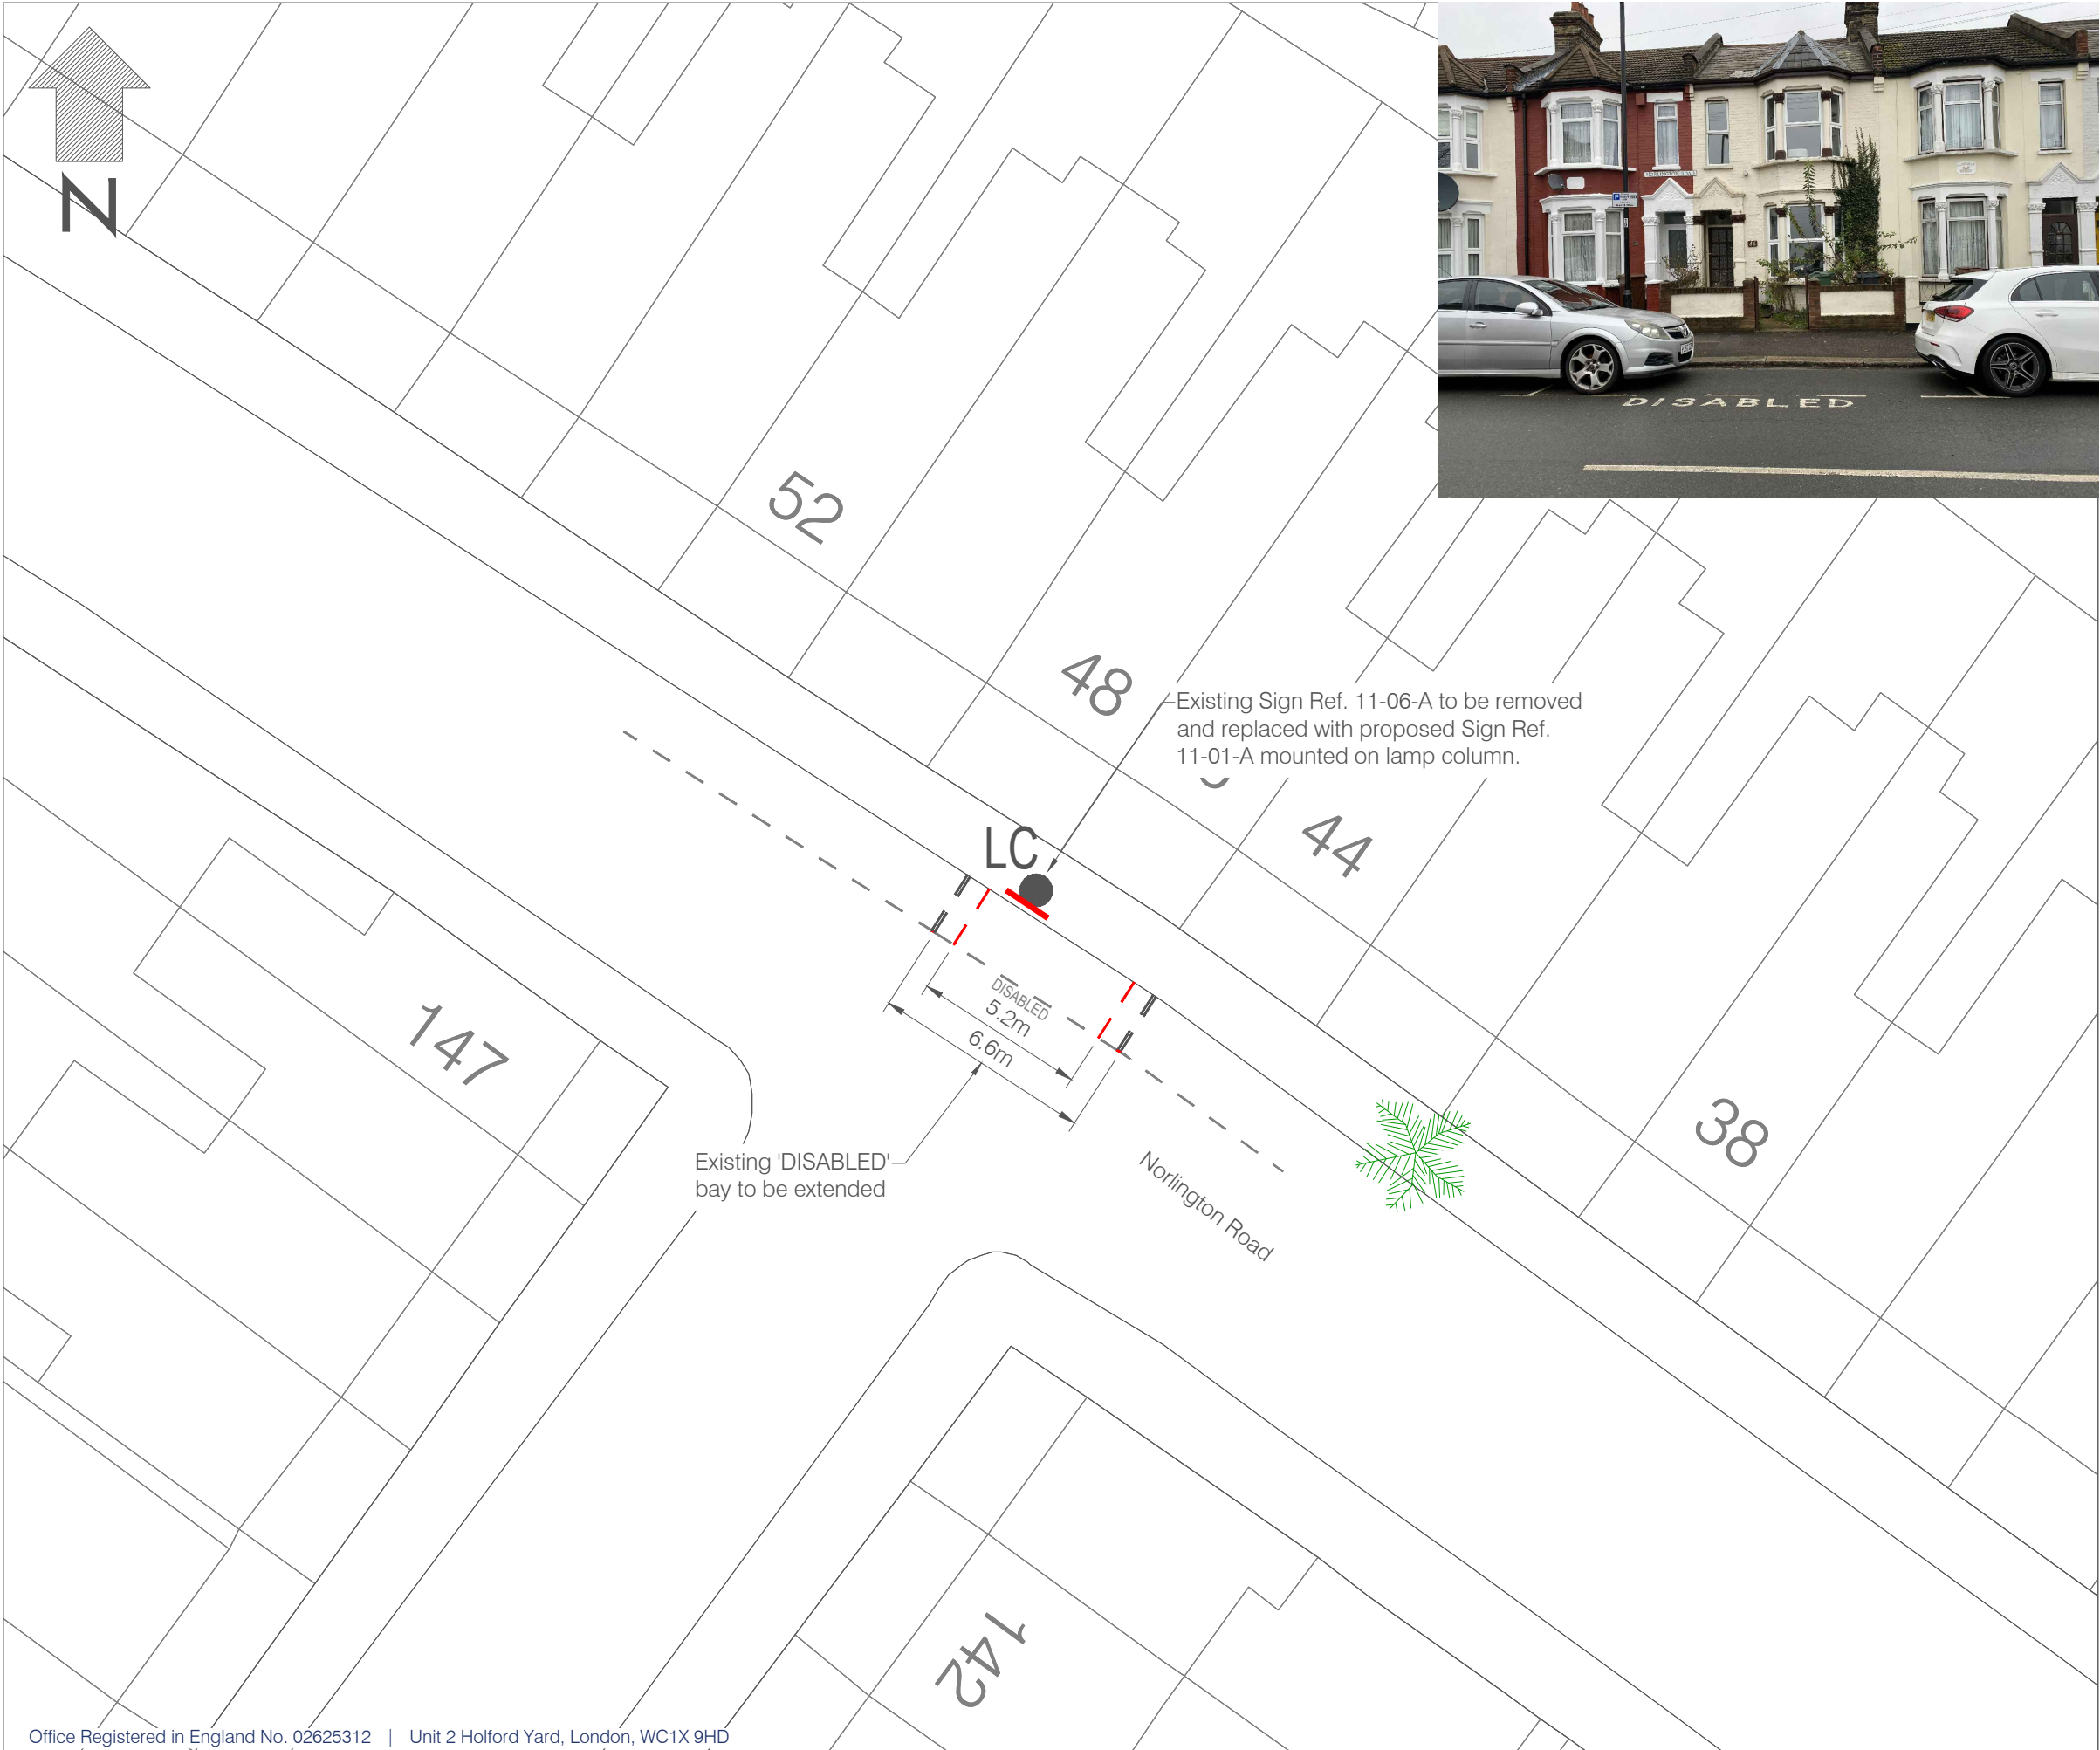 N
DISABLED
52
48
Existing Sign Ref. 11-06-A to be removed
and replaced with proposed Sign Ref.
11-01-A mounted on lamp column.
44
LC
DISABLED
5.2m
6.6m
147
38
Existing 'DISABLED'
bay to be extended
Norlington Road
142
Office Registered in England No. 02625312 | Unit 2 Holford Yard, London, WC1X 9HD